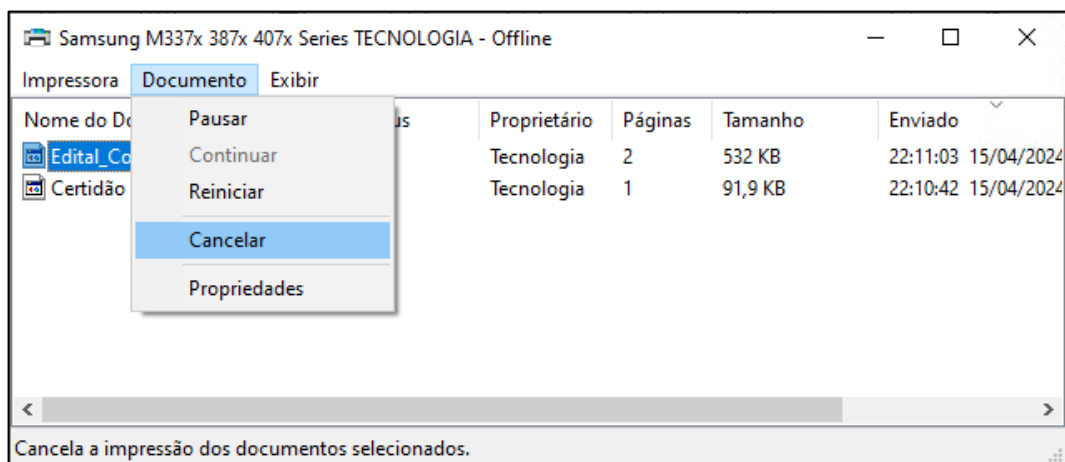 Samsung M337x 387x 407x Series TECNOLOGIA - Offline
Impressora Documento Exibir
Nome do Proprietário Páginas Tamanho Enviado
Pausar
Edital_Co Tecnologia 2 532 KB 22:11:03 15/04/2024
Continuar
Certidão Tecnologia 1 91,9 KB 22:10:42 15/04/2024
Reiniciar
Cancelar
Propriedades
Cancela a impressão dos documentos selecionados.